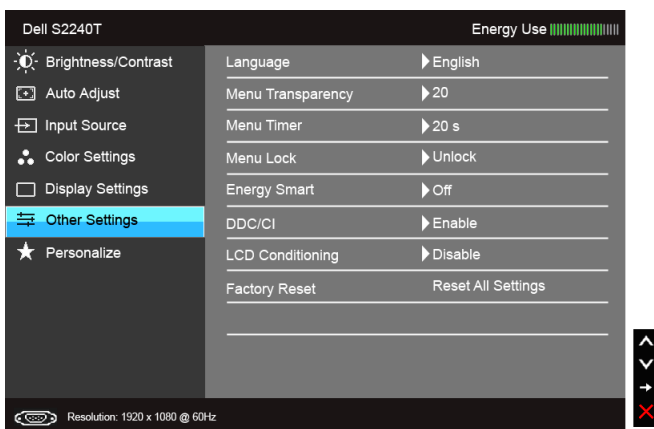 Dell S2240T
Energy Use
Brightness/Contrast
Auto Adjust
Input Source
Color Settings
Display Settings
Other Settings
Personalize
Language English
Menu Transparency 20
Menu Timer 20 s
Menu Lock Unlock
Energy Smart Off
DDC/CI Enable
LCD Conditioning Disable
Factory Reset Reset All Settings
Resolution: 1920 x 1080 @ 60Hz